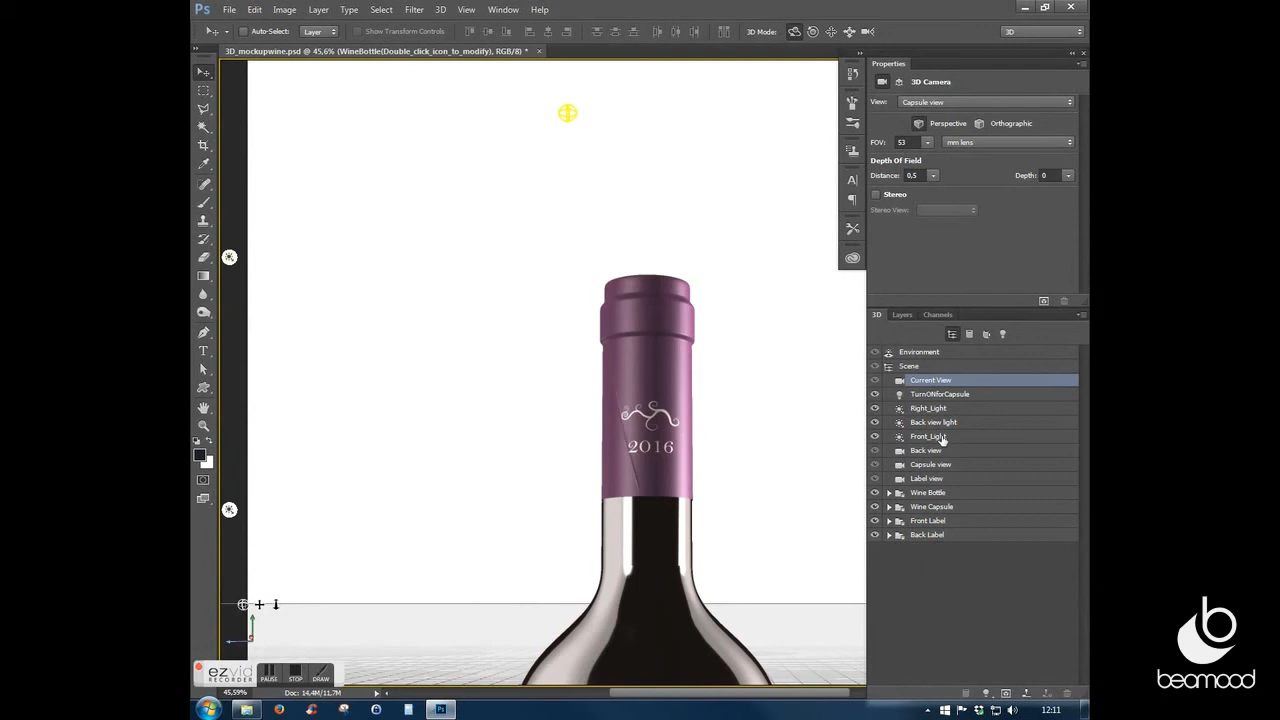 Ps File Edit Image Layer Type Select Filter 3D View Window Help
Auto-Select: Layer Show Transform Controls 3D Mode: 3D
3D_mockupwine.psd @ 45,6% (WineBottle(Double_click_icon_to_modify), RGB/8) *
Properties
3D Camera
View: Capsule view
Perspective Orthographic
FOV: 53 mm lens
Depth Of Field
Distance: 0,5 Depth: 0
Stereo
Stereo View:
3D Layers Channels
Environment
Scene
Current View
TurnONforCapsule
Right_Light
Back view light
Front_Light
Back view
Capsule view
Label view
Wine Bottle
Wine Capsule
Front Label
Back Label
2016
ezvid
RECORDER
PAUSE STOP DRAW
45,59% Doc: 14,4M/11,7M
12:11
beamood